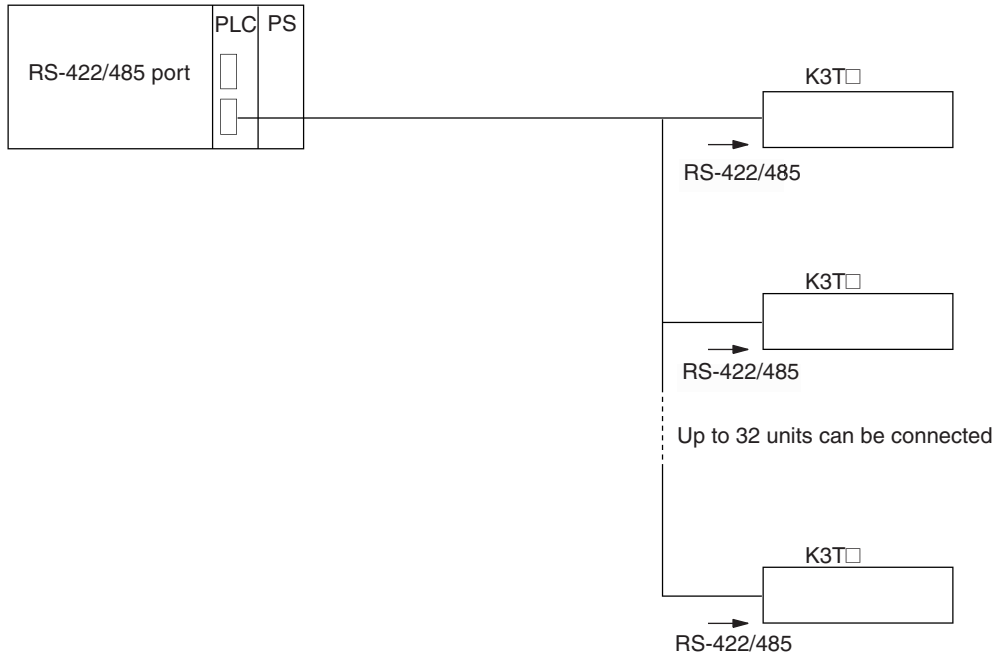 PLC PS
RS-422/485 port
K3T□
RS-422/485
K3T□
RS-422/485
Up to 32 units can be connected
K3T□
RS-422/485